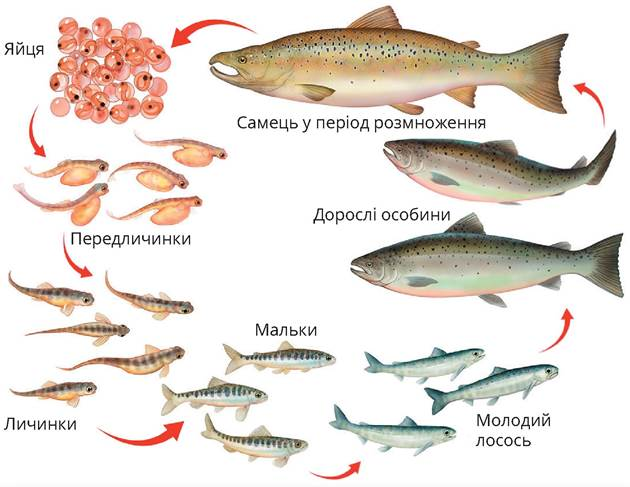 Яйця
Самець у період розмноження
Передличинки
Дорослі особини
Мальки
Личинки
Молодий
лосось